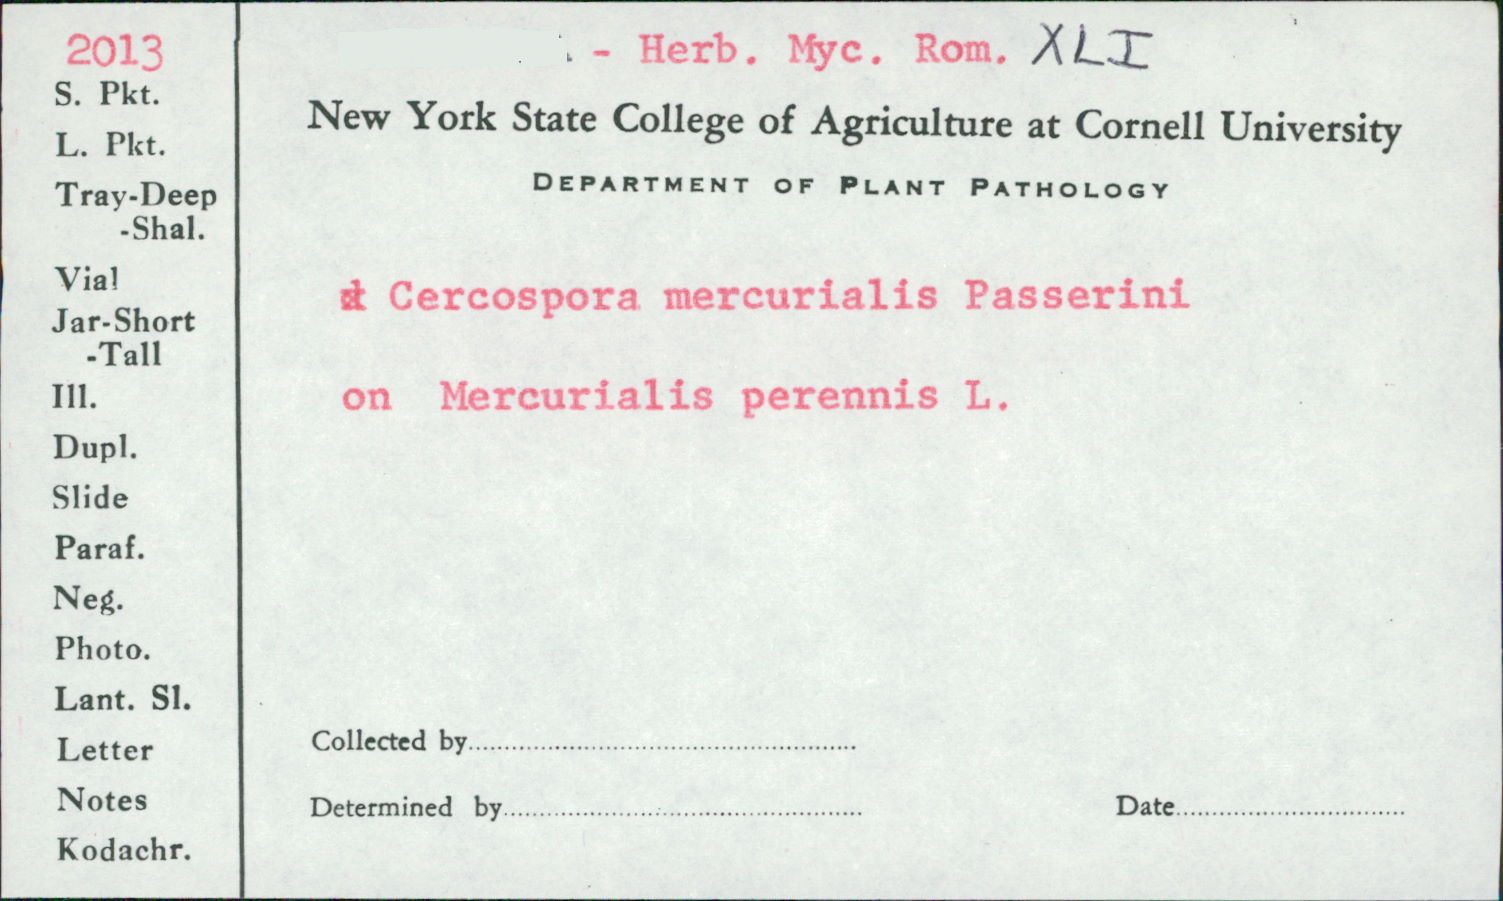 2013
S. Pkt.
L. Pkt.
Tray-Deep
-Shal.
Vial
Jar-Short
-Tall
Ill.
Dupl.
Slide
Paraf.
Neg.
Photo.
Lant. Sl.
Letter
Notes
Kodachr.
- Herb. Myc. Rom. XLI
New York State College of Agriculture at Cornell University
DEPARTMENT OF PLANT PATHOLOGY
Cercospora mercurialis Passerini
on Mercurialis perennis L.
Collected by
Determined by
Date